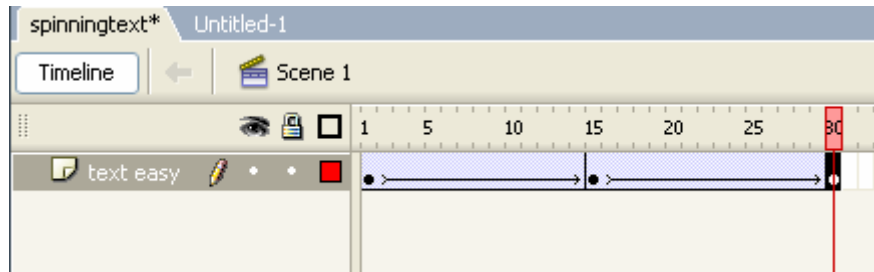 spinningtext* Untitled-1
Timeline Scene 1
1 5 10 15 20 25 30
text easy